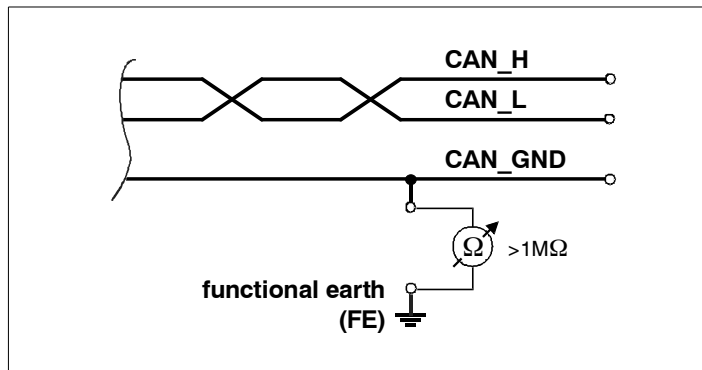 CAN_H
CAN_L
CAN_GND
Ω >1MΩ
functional earth
(FE)